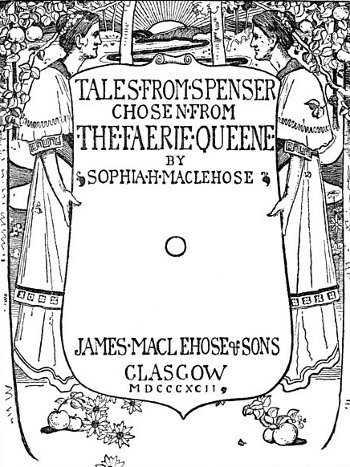 TALES·FROM·SPENSER
CHOSEN·FROM
THE·FAERIE·QUEENE·
BY
SOPHIA·H·MACLEHOSE
JAMES·MACLEHOSE & SONS
GLASGOW
MDCCCXCII